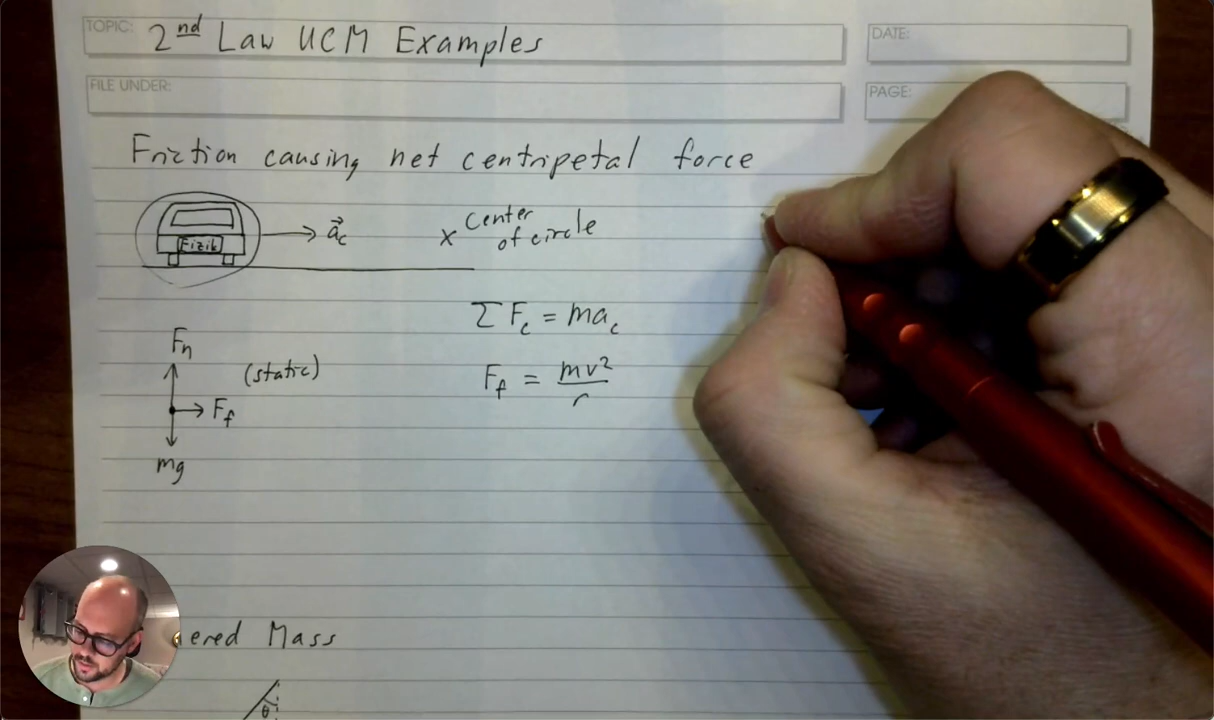 TOPIC: 2nd Law UCM Examples
DATE:
FILE UNDER:
PAGE:
Friction causing net centripetal force
Fizik
a⃗c
x center
of circle
ΣFc = mac
Fn
(static)
Ff
Ff = mv²/r
mg
ered Mass
θ